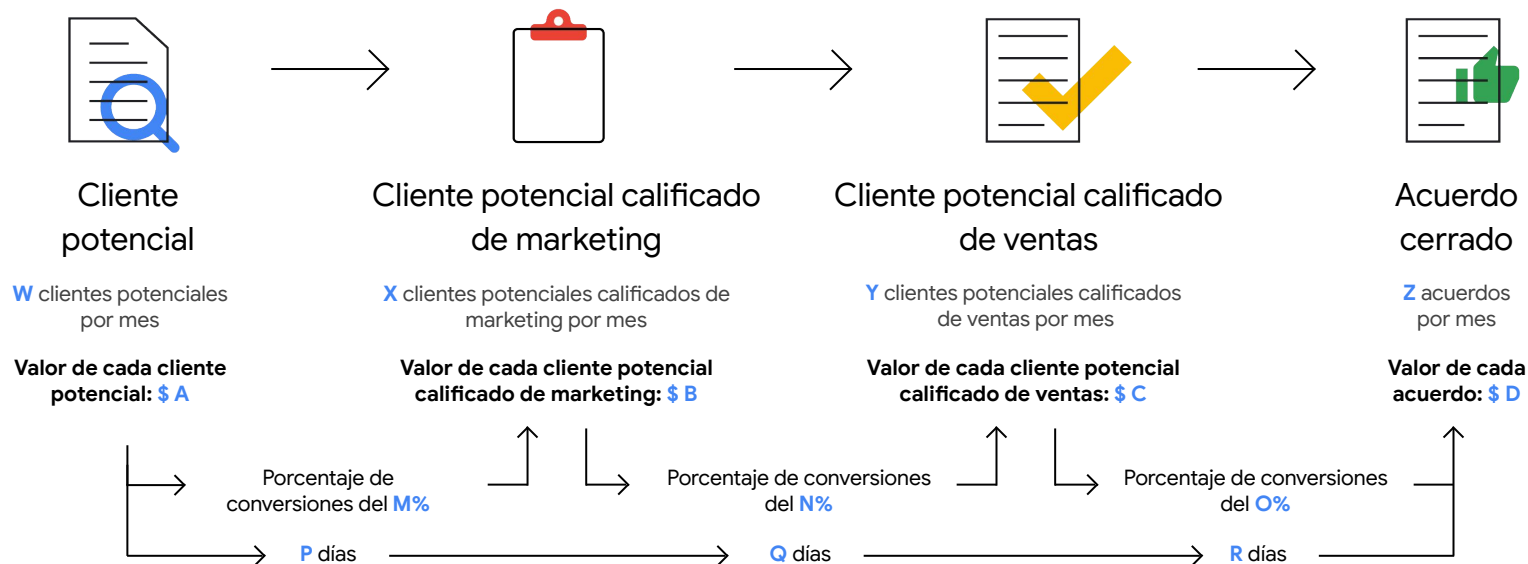 Cliente
potencial
W clientes potenciales
por mes
Valor de cada cliente
potencial: $ A
Cliente potencial calificado
de marketing
X clientes potenciales calificados de
marketing por mes
Valor de cada cliente potencial
calificado de marketing: $ B
Cliente potencial calificado
de ventas
Y clientes potenciales calificados
de ventas por mes
Valor de cada cliente potencial
calificado de ventas: $ C
Acuerdo
cerrado
Z acuerdos
por mes
Valor de cada
acuerdo: $ D
Porcentaje de
conversiones del M%
Porcentaje de conversiones
del N%
Porcentaje de conversiones
del O%
P días
Q días
R días